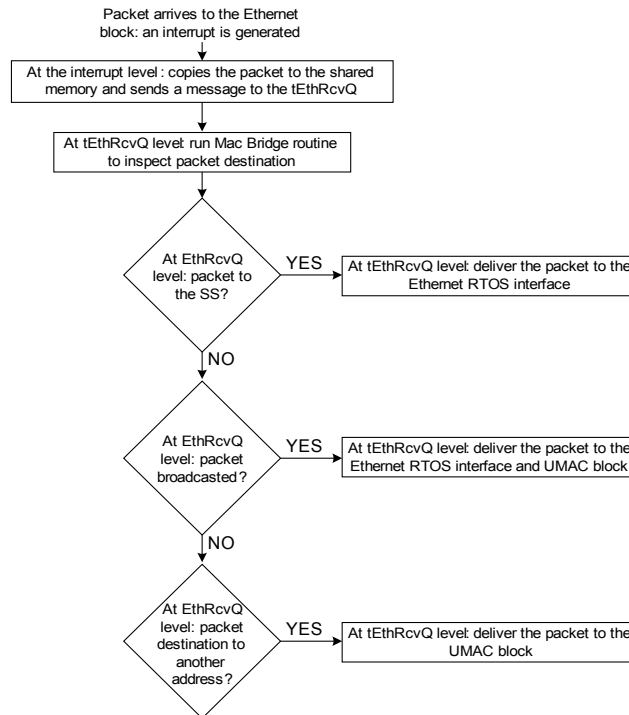 Packet arrives to the Ethernet
block: an interrupt is generated
At the interrupt level: copies the packet to the shared
memory and sends a message to the tEthRcvQ
At tEthRcvQ level: run Mac Bridge routine
to inspect packet destination
At EthRcvQ
level: packet to
the SS?
YES
At tEthRcvQ level: deliver the packet to the
Ethernet RTOS interface
NO
At EthRcvQ
level: packet
broadcasted?
YES
At tEthRcvQ level: deliver the packet to the
Ethernet RTOS interface and UMAC block
NO
At EthRcvQ
level: packet
destination to
another
address?
YES
At tEthRcvQ level: deliver the packet to the
UMAC block